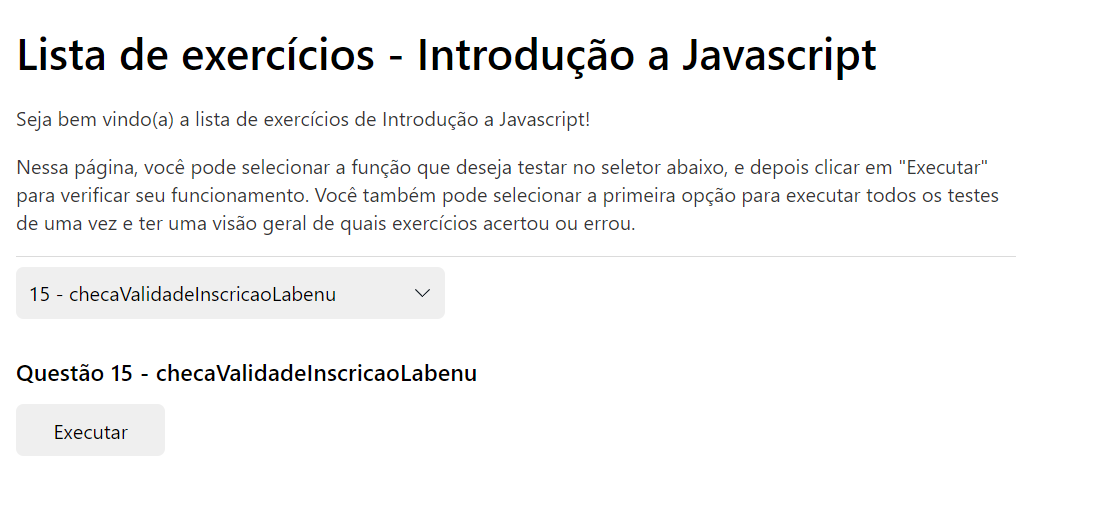 Lista de exercícios - Introdução a Javascript
Seja bem vindo(a) a lista de exercícios de Introdução a Javascript!
Nessa página, você pode selecionar a função que deseja testar no seletor abaixo, e depois clicar em "Executar"
para verificar seu funcionamento. Você também pode selecionar a primeira opção para executar todos os testes
de uma vez e ter uma visão geral de quais exercícios acertou ou errou.
15 - checaValidadeInscricaoLabenu
Questão 15 - checaValidadeInscricaoLabenu
Executar